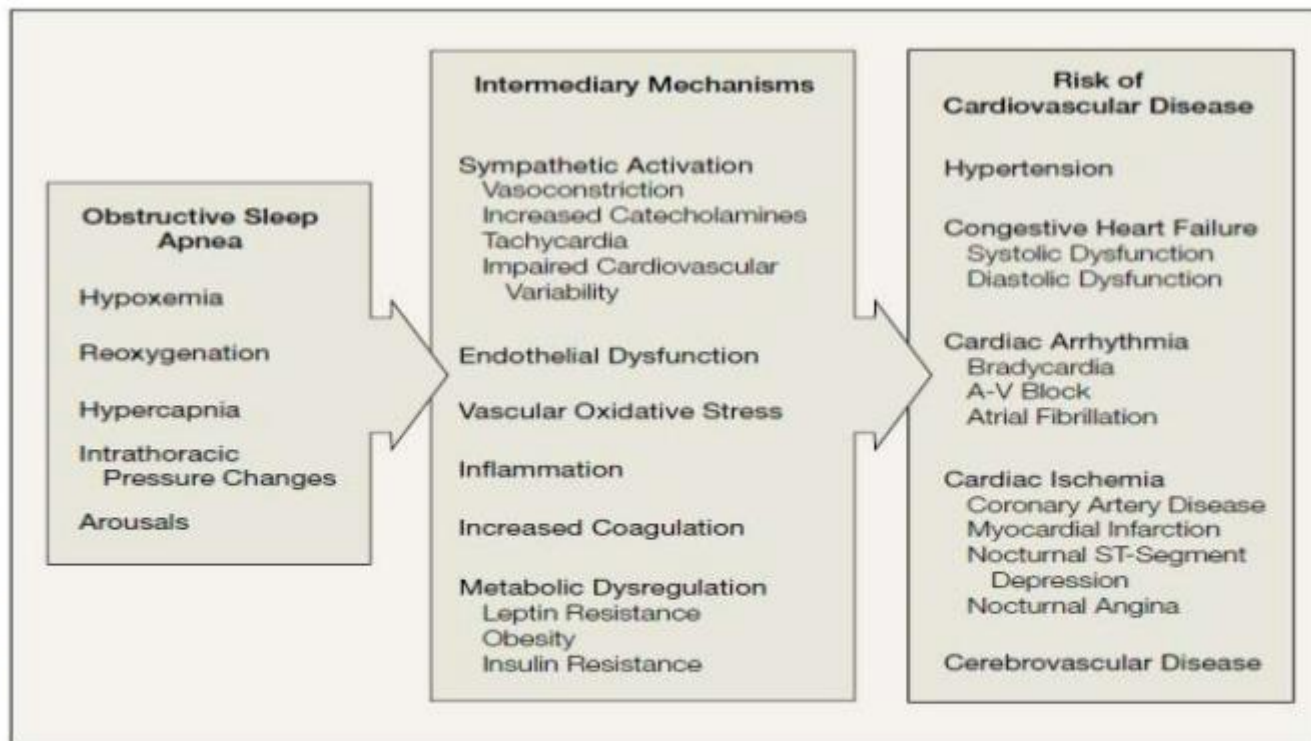 Obstructive Sleep
Apnea
Hypoxemia
Reoxygenation
Hypercapnia
Intrathoracic
Pressure Changes
Arousals
Intermediary Mechanisms
Sympathetic Activation
Vasoconstriction
Increased Catecholamines
Tachycardia
Impaired Cardiovascular
Variability
Endothelial Dysfunction
Vascular Oxidative Stress
Inflammation
Increased Coagulation
Metabolic Dysregulation
Leptin Resistance
Obesity
Insulin Resistance
Risk of
Cardiovascular Disease
Hypertension
Congestive Heart Failure
Systolic Dysfunction
Diastolic Dysfunction
Cardiac Arrhythmia
Bradycardia
A-V Block
Atrial Fibrillation
Cardiac Ischemia
Coronary Artery Disease
Myocardial Infarction
Nocturnal ST-Segment
Depression
Nocturnal Angina
Cerebrovascular Disease